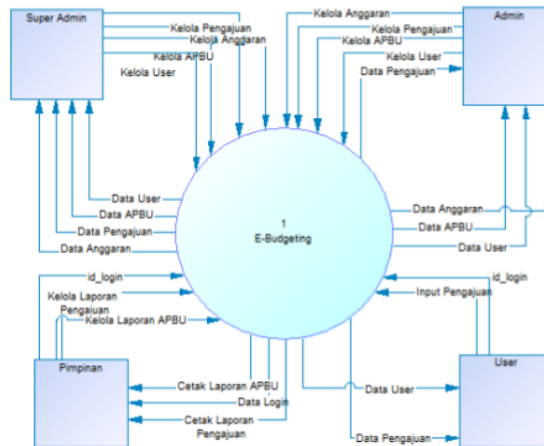 Super Admin
Kelola Pengajuan
Kelola Anggaran
Kelola APBU
Kelola User
Kelola Anggaran
Kelola Pengajuan
Kelola APBU
Kelola User
Data Pengajuan
Admin
Data User
Data APBU
Data Pengajuan
Data Anggaran
1
E-Budgeting
Data Anggaran
Data APBU
Data User
id_login
Kelola Laporan
Pengajuan
Kelola Laporan APBU
Pimpinan
id_login
Input Pengajuan
User
Cetak Laporan APBU
Data Login
Cetak Laporan
Pengajuan
Data User
Data Pengajuan